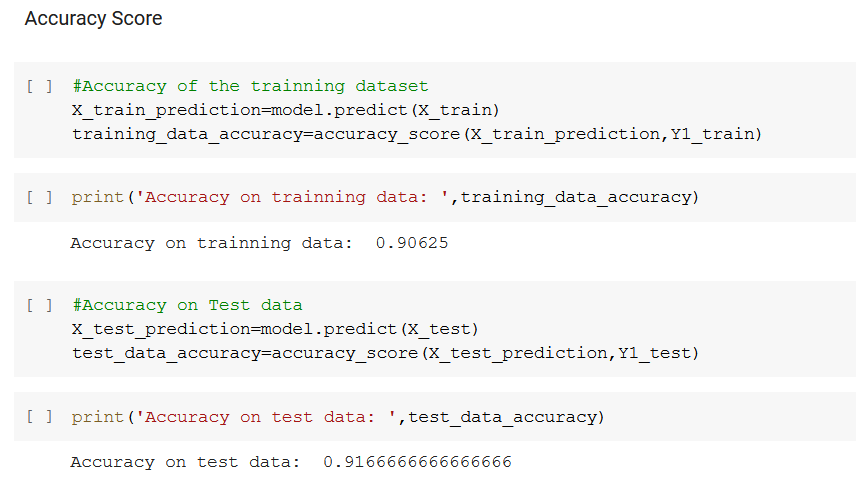 Accuracy Score
[ ] #Accuracy of the trainning dataset
X_train_prediction=model.predict(X_train)
training_data_accuracy=accuracy_score(X_train_prediction,Y1_train)
[ ] print('Accuracy on trainning data: ',training_data_accuracy)
Accuracy on trainning data:  0.90625
[ ] #Accuracy on Test data
X_test_prediction=model.predict(X_test)
test_data_accuracy=accuracy_score(X_test_prediction,Y1_test)
[ ] print('Accuracy on test data: ',test_data_accuracy)
Accuracy on test data:  0.9166666666666666